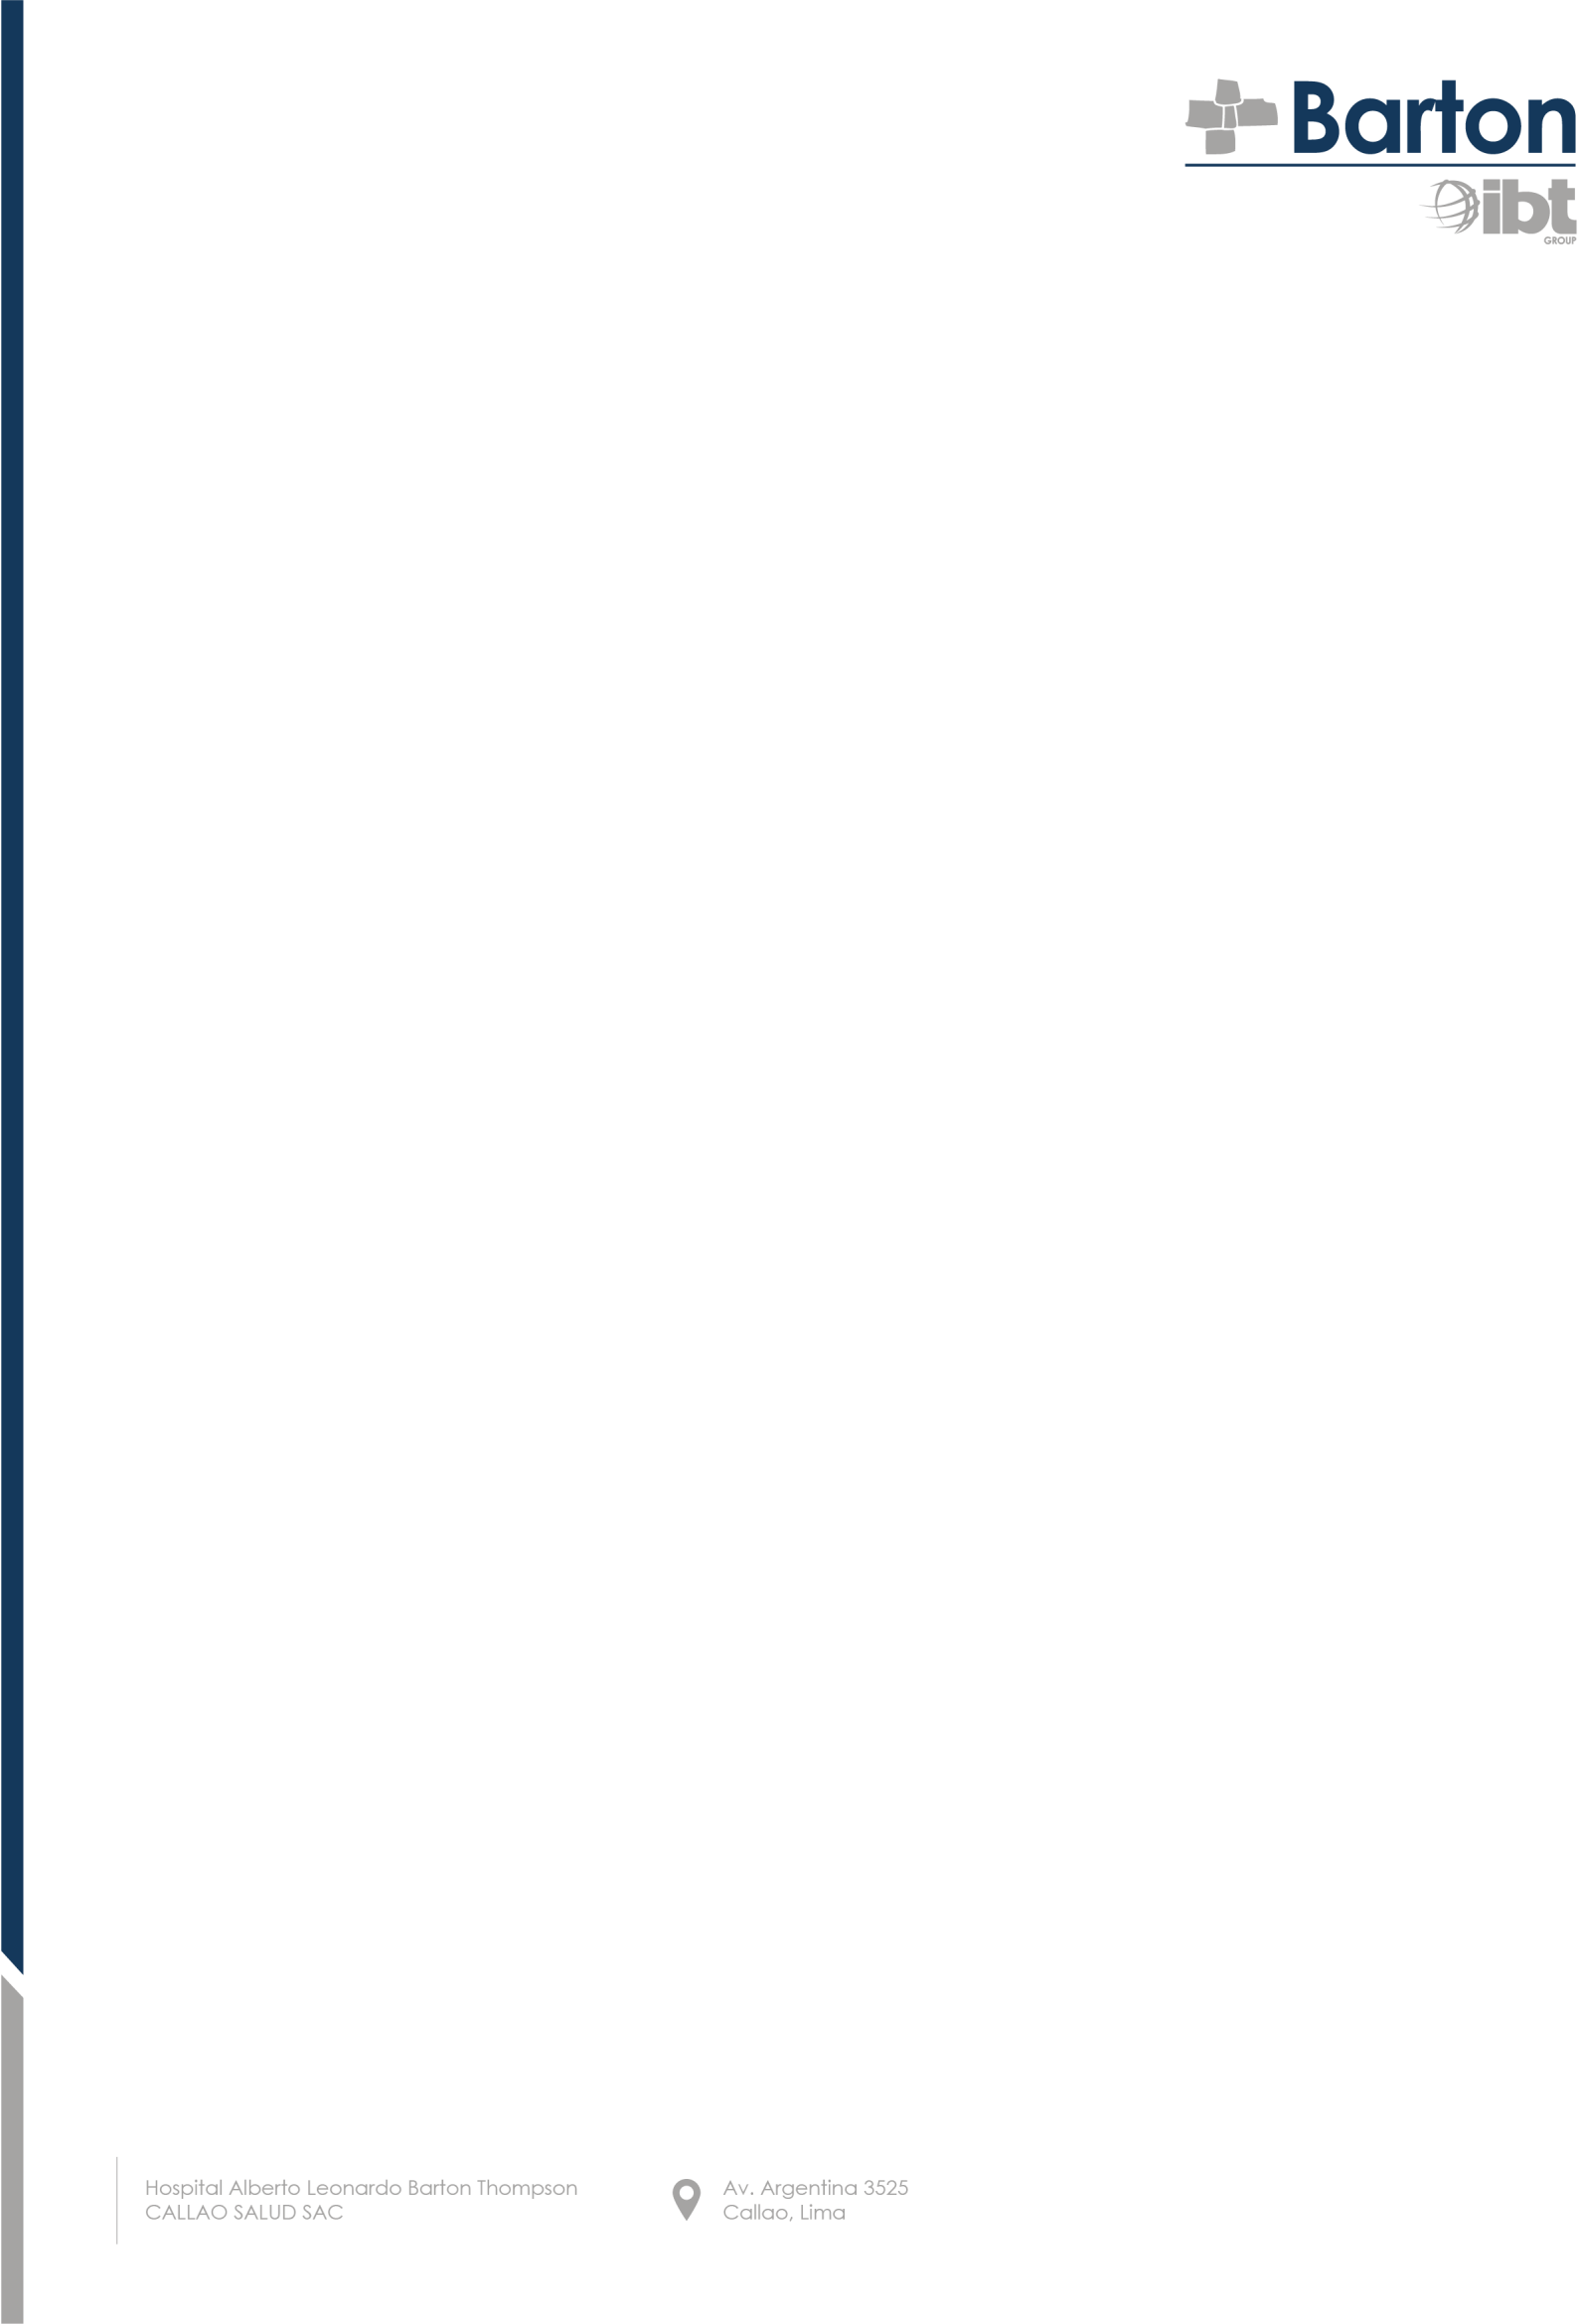 Barton
ibt
GROUP
Hospital Alberto Leonardo Barton Thompson
CALLAO SALUD SAC
Av. Argentina 3525
Callao, Lima